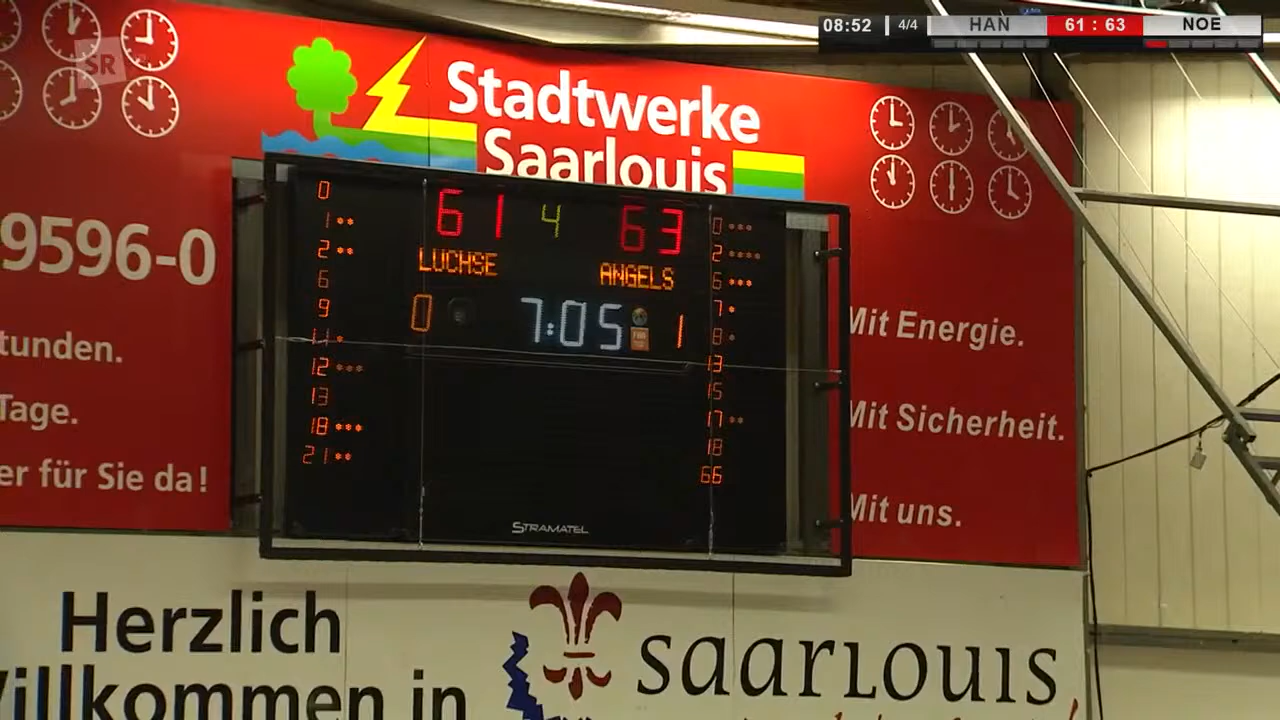 08:52 4/4 HAN 61 : 63 NOE
SR
Stadtwerke
Saarlouis
9596-0
tunden.
Tage.
er für Sie da!
Mit Energie.
Mit Sicherheit.
Mit uns.
61 4 63
LUCHSE ANGELS
0 7:05 1
0
1**
2**
6
9
11*
12***
13
18***
21**
0***
2****
6***
7*
8*
13
15
17**
18
66
STRAMATEL
Herzlich
Willkommen in
saarlouis